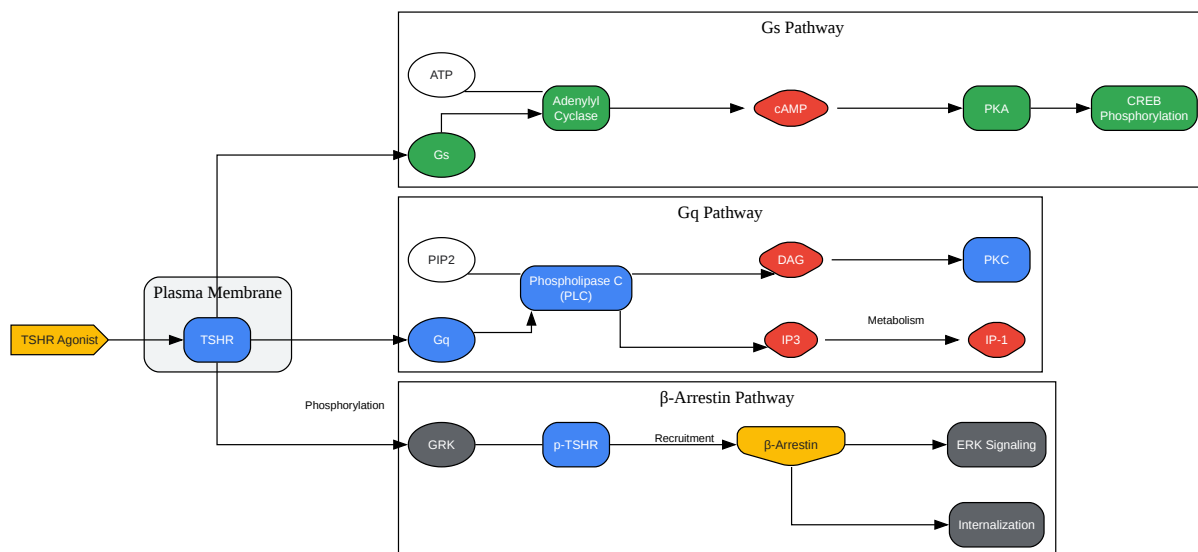 Gs Pathway
ATP
Adenylyl
Cyclase
cAMP
PKA
CREB
Phosphorylation
Gs
Gq Pathway
PIP2
Phospholipase C
(PLC)
DAG
PKC
Plasma Membrane
TSHR Agonist
TSHR
Gq
IP3
Metabolism
IP-1
β-Arrestin Pathway
Phosphorylation
GRK
p-TSHR
Recruitment
β-Arrestin
ERK Signaling
Internalization